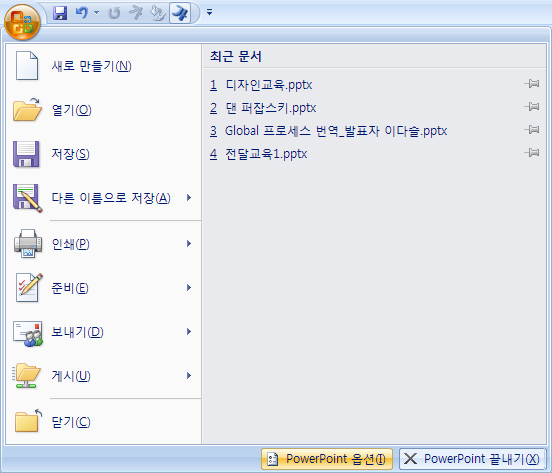 새로 만들기(N)
열기(O)
저장(S)
다른 이름으로 저장(A)
인쇄(P)
준비(E)
보내기(D)
게시(U)
닫기(C)
최근 문서
1 디자인교육.pptx
2 댄 퍼잡스키.pptx
3 Global 프로세스 번역_발표자 이다슬.pptx
4 전달교육1.pptx
PowerPoint 옵션(I)
PowerPoint 끝내기(X)